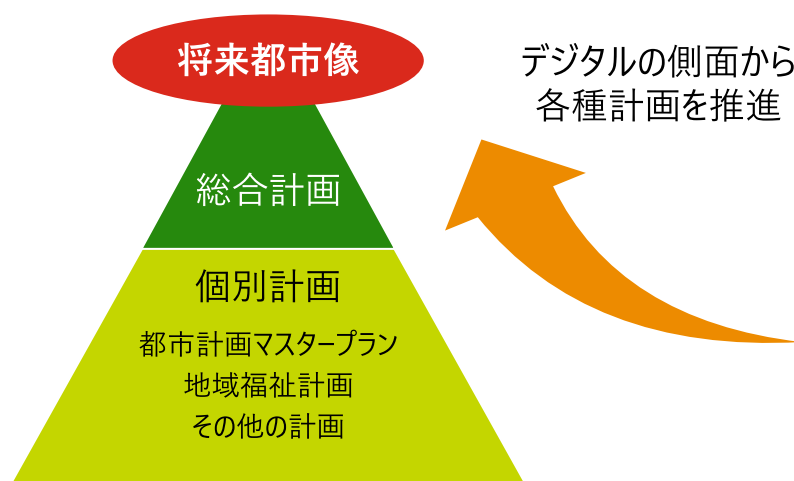 将来都市像
デジタルの側面から
各種計画を推進
総合計画
個別計画
都市計画マスタープラン
地域福祉計画
その他の計画